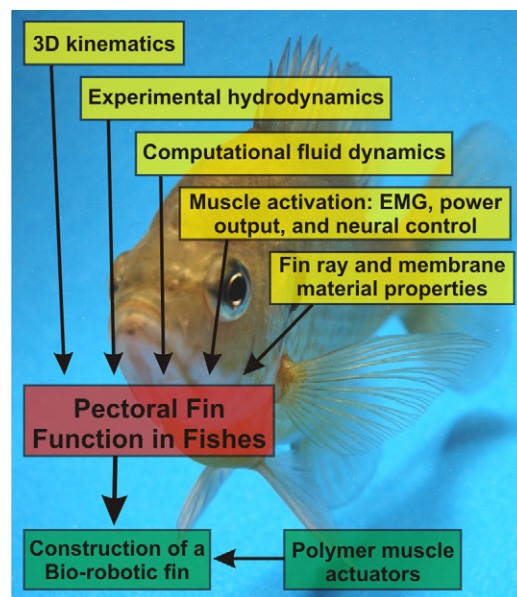 3D kinematics
Experimental hydrodynamics
Computational fluid dynamics
Muscle activation: EMG, power
output, and neural control
Fin ray and membrane
material properties
Pectoral Fin
Function in Fishes
Construction of a
Bio-robotic fin
Polymer muscle
actuators